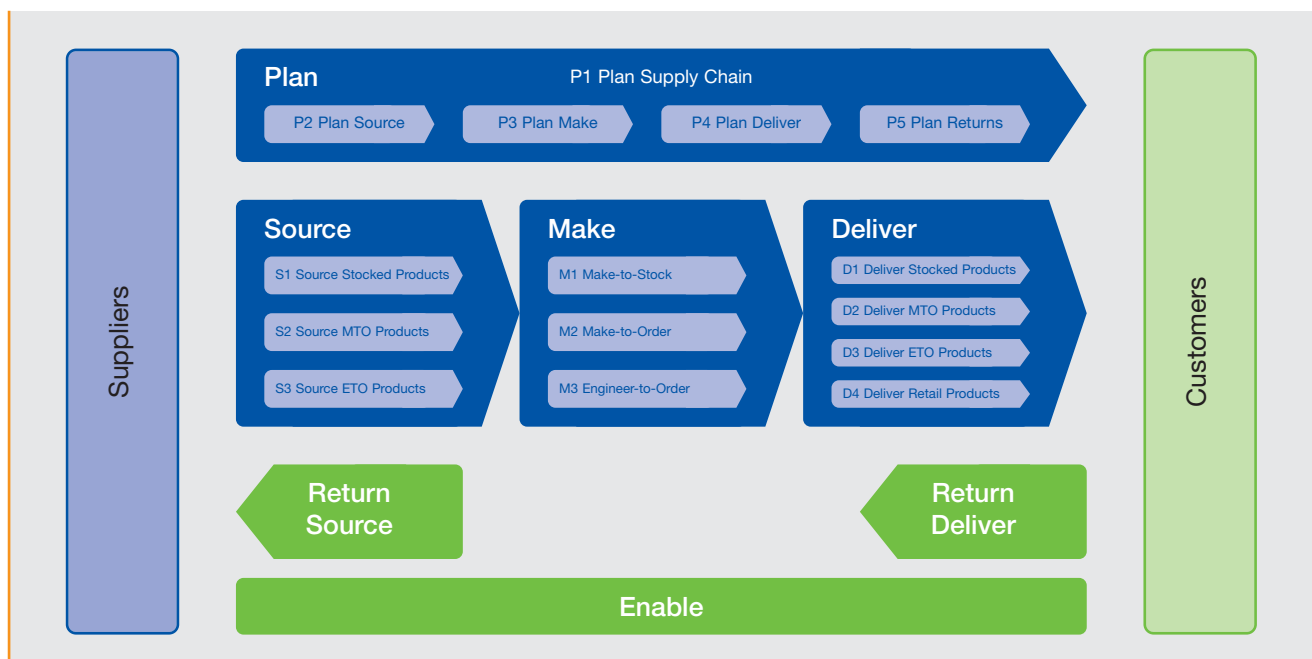 Suppliers
Plan
P1 Plan Supply Chain
P2 Plan Source
P3 Plan Make
P4 Plan Deliver
P5 Plan Returns
Source
S1 Source Stocked Products
S2 Source MTO Products
S3 Source ETO Products
Make
M1 Make-to-Stock
M2 Make-to-Order
M3 Engineer-to-Order
Deliver
D1 Deliver Stocked Products
D2 Deliver MTO Products
D3 Deliver ETO Products
D4 Deliver Retail Products
Return
Source
Return
Deliver
Enable
Customers